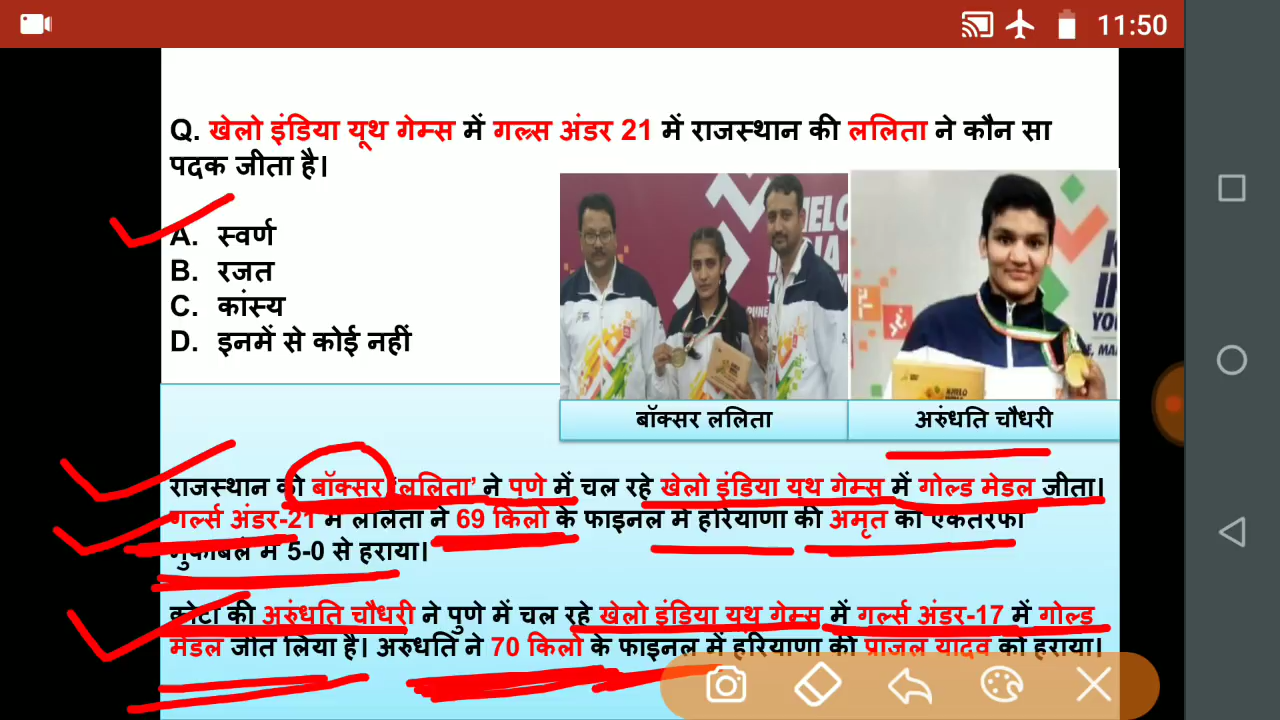 11:50
Q. खेलो इंडिया यूथ गेम्स में गर्ल्स अंडर 21 में राजस्थान की ललिता ने कौन सा
पदक जीता है।
A. स्वर्ण
B. रजत
C. कांस्य
D. इनमें से कोई नहीं
बॉक्सर ललिता
अरुंधति चौधरी
राजस्थान को बॉक्सर 'ललिता' ने पुणे में चल रहे खेलो इंडिया यूथ गेम्स में गोल्ड मेडल जीता।
गर्ल्स अंडर-21 में ललिता ने 69 किलो के फाइनल में हरियाणा की अमृत को एकतरफा
मुकाबले में 5-0 से हराया।
कोटा की अरुंधति चौधरी ने पुणे में चल रहे खेलो इंडिया यूथ गेम्स में गर्ल्स अंडर-17 में गोल्ड
मेडल जीत लिया है। अरुंधति ने 70 किलो के फाइनल में हरियाणा की प्रांजल यादव को हराया।